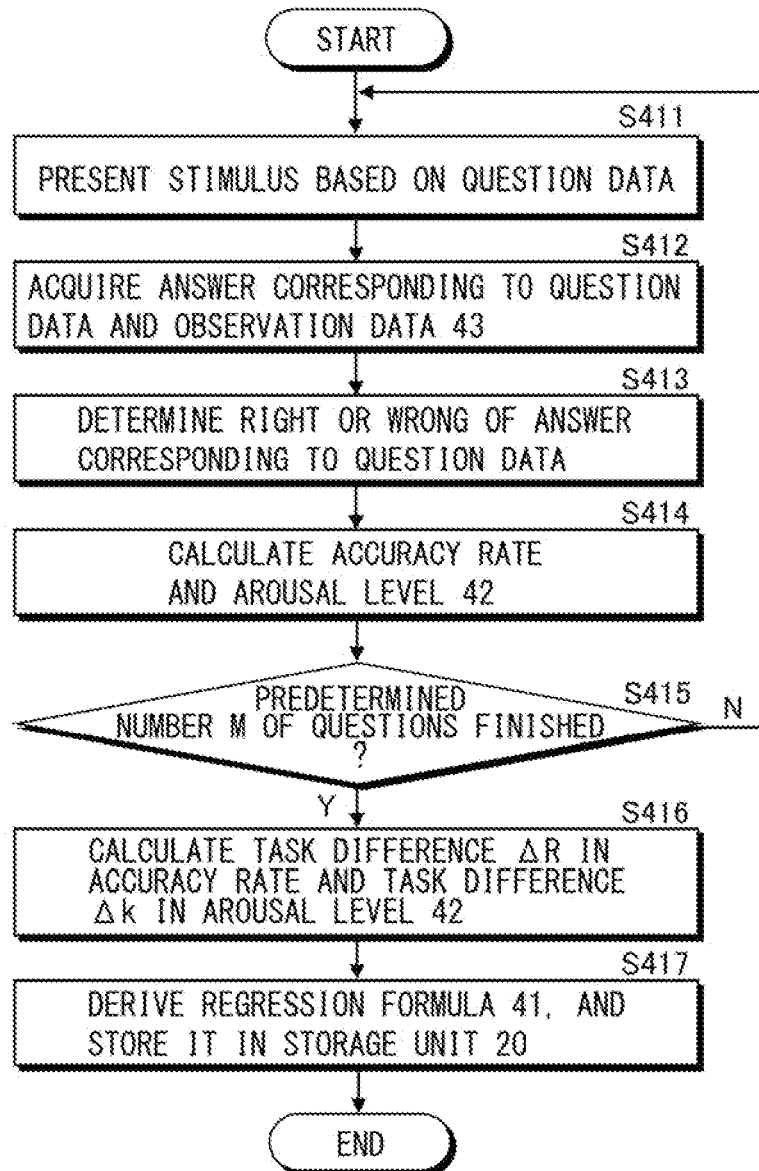 START
S411
PRESENT STIMULUS BASED ON QUESTION DATA
S412
ACQUIRE ANSWER CORRESPONDING TO QUESTION
DATA AND OBSERVATION DATA 43
S413
DETERMINE RIGHT OR WRONG OF ANSWER
CORRESPONDING TO QUESTION DATA
S414
CALCULATE ACCURACY RATE
AND AROUSAL LEVEL 42
S415
PREDETERMINED
NUMBER M OF QUESTIONS FINISHED
?
N
Y
S416
CALCULATE TASK DIFFERENCE ΔR IN
ACCURACY RATE AND TASK DIFFERENCE
Δk IN AROUSAL LEVEL 42
S417
DERIVE REGRESSION FORMULA 41, AND
STORE IT IN STORAGE UNIT 20
END